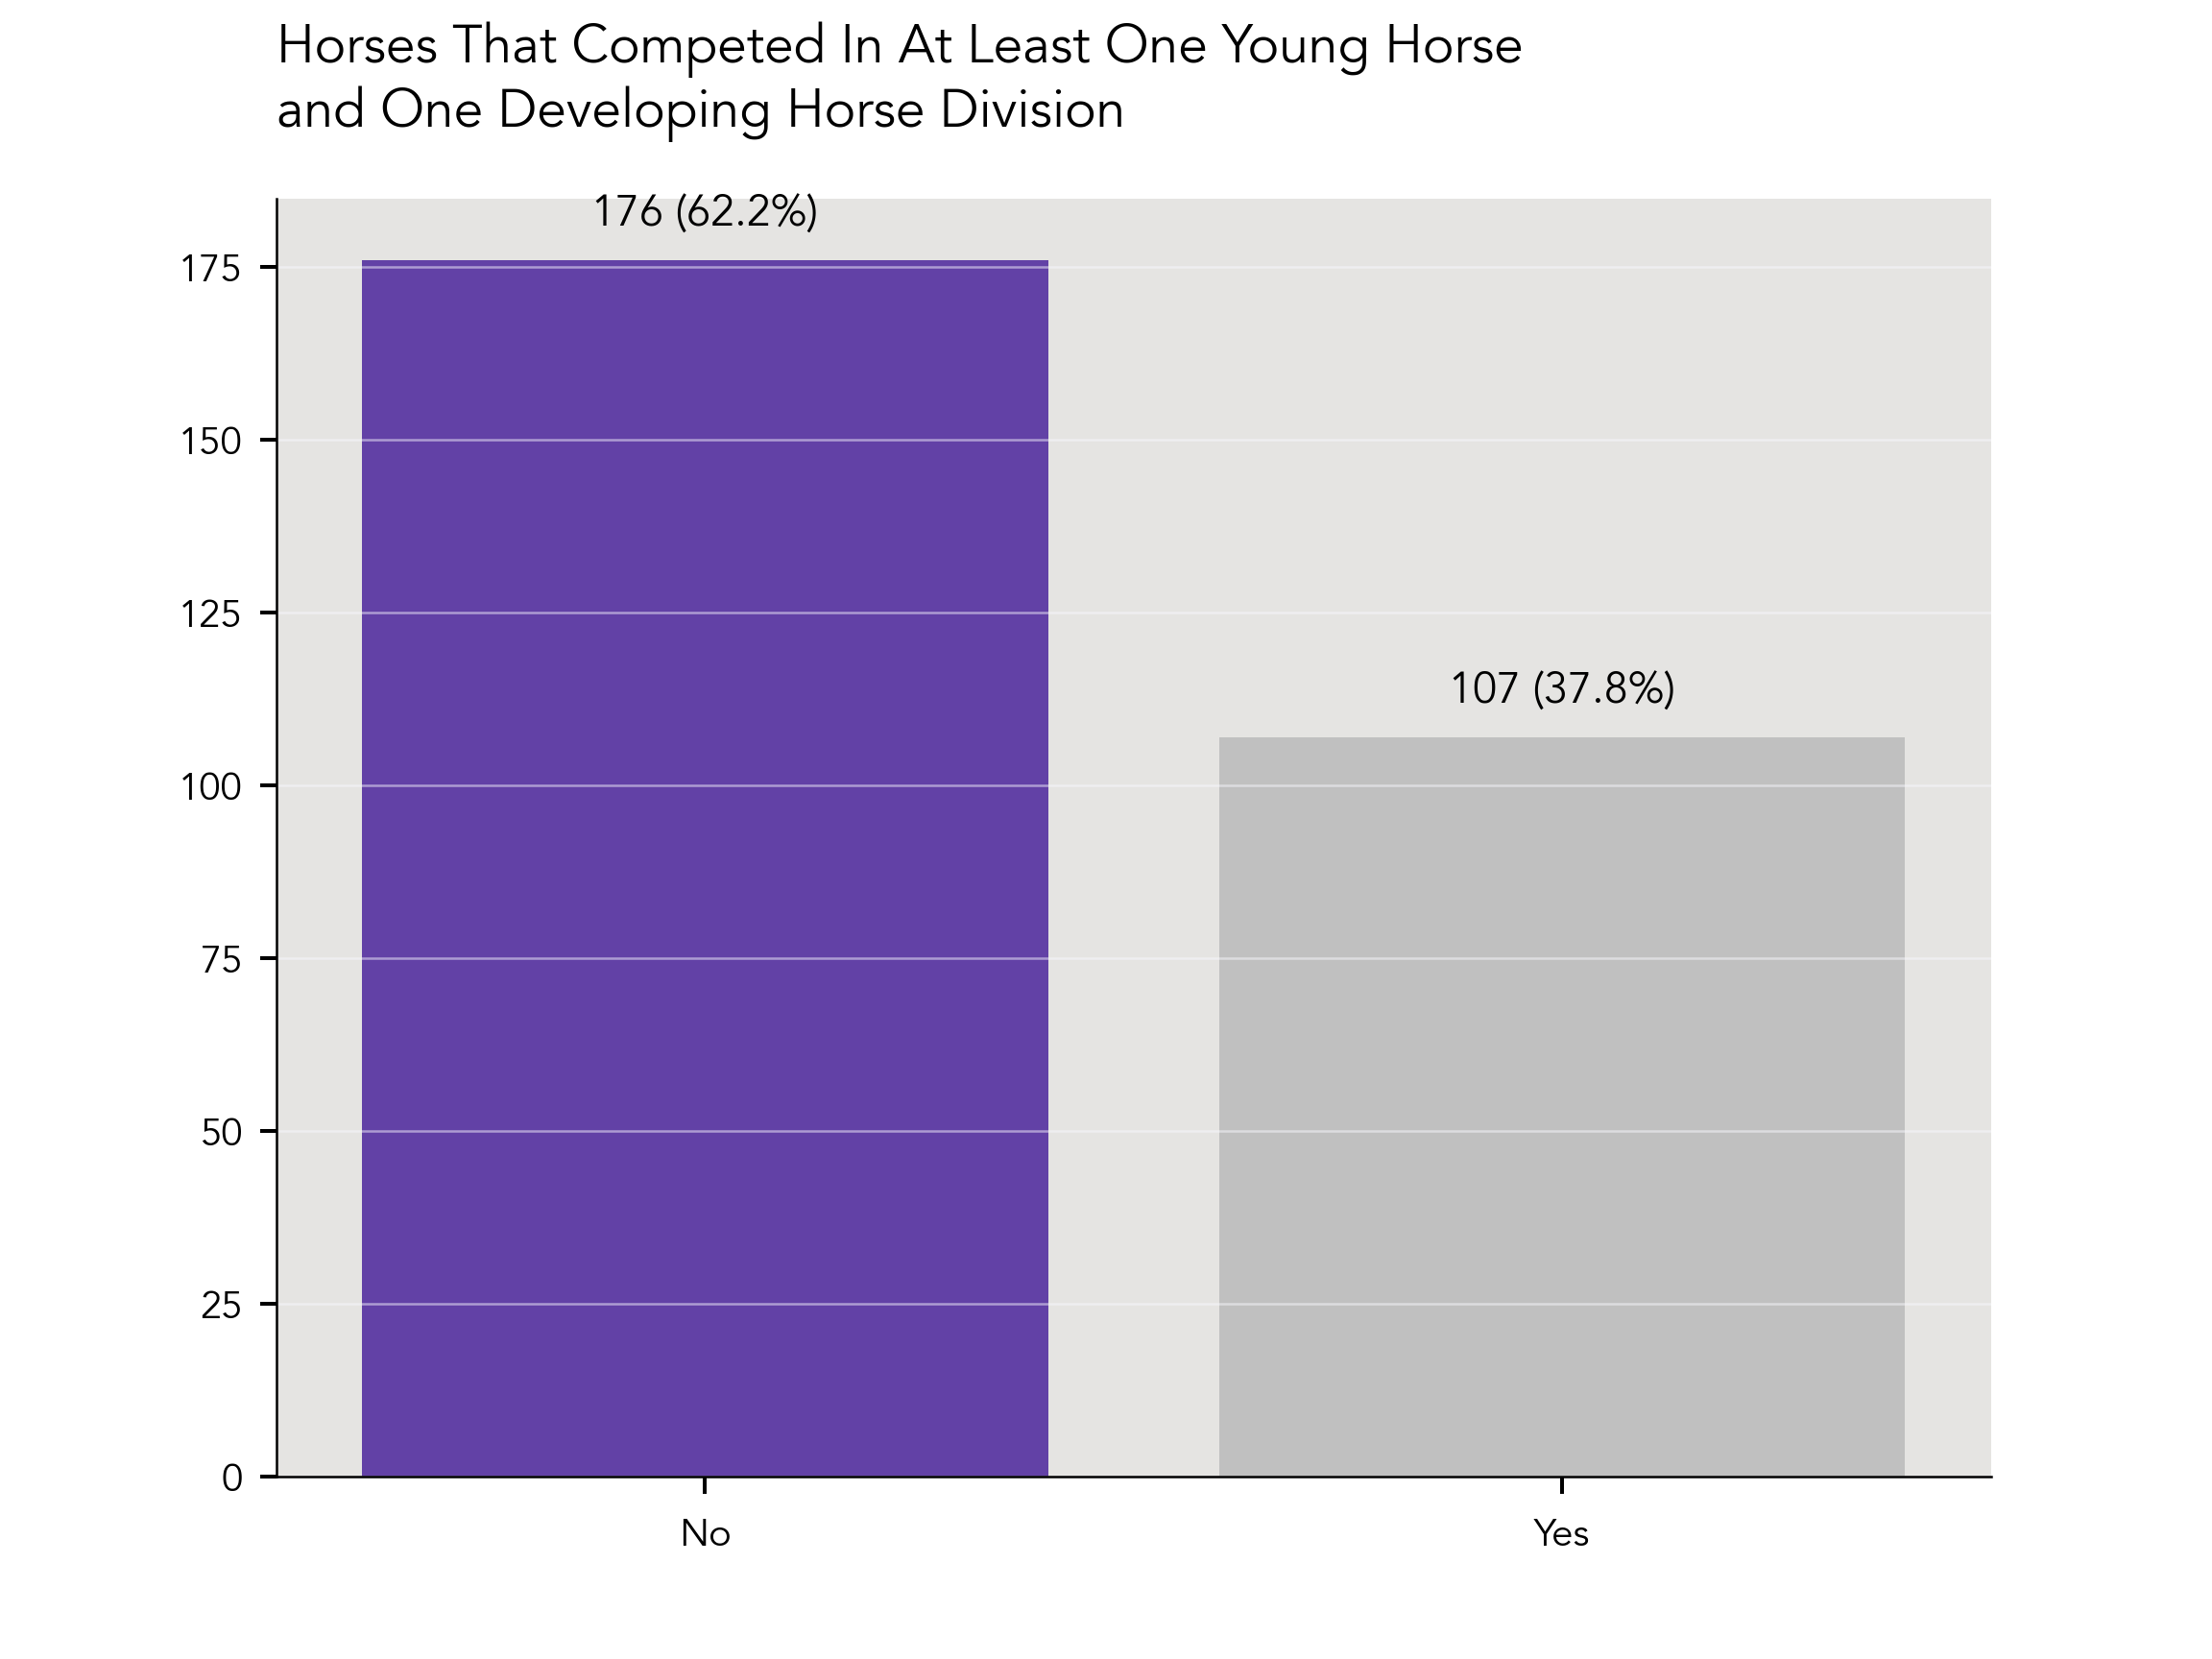 Horses That Competed In At Least One Young Horse
and One Developing Horse Division
176 (62.2%)
175
150
125
107 (37.8%)
100
75
50
25
0
No
Yes